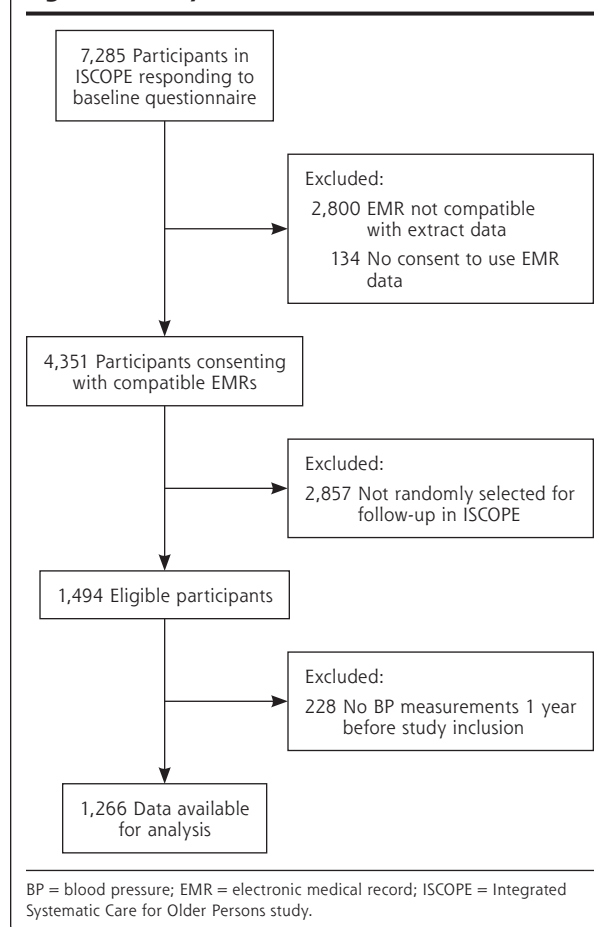 7,285 Participants in
ISCOPE responding to
baseline questionnaire
Excluded:
2,800 EMR not compatible
with extract data
134 No consent to use EMR
data
4,351 Participants consenting
with compatible EMRs
Excluded:
2,857 Not randomly selected for
follow-up in ISCOPE
1,494 Eligible participants
Excluded:
228 No BP measurements 1 year
before study inclusion
1,266 Data available
for analysis
BP = blood pressure; EMR = electronic medical record; ISCOPE = Integrated
Systematic Care for Older Persons study.